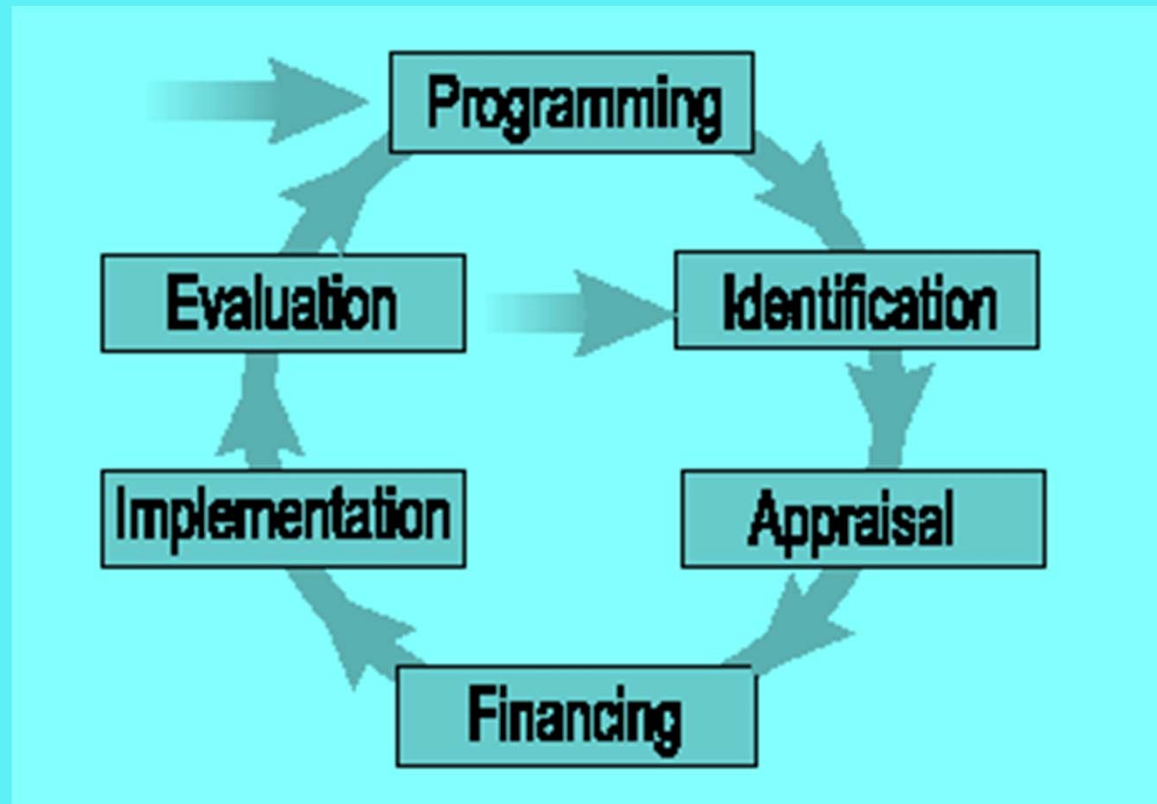 Programming
Evaluation
Identification
Implementation
Appraisal
Financing